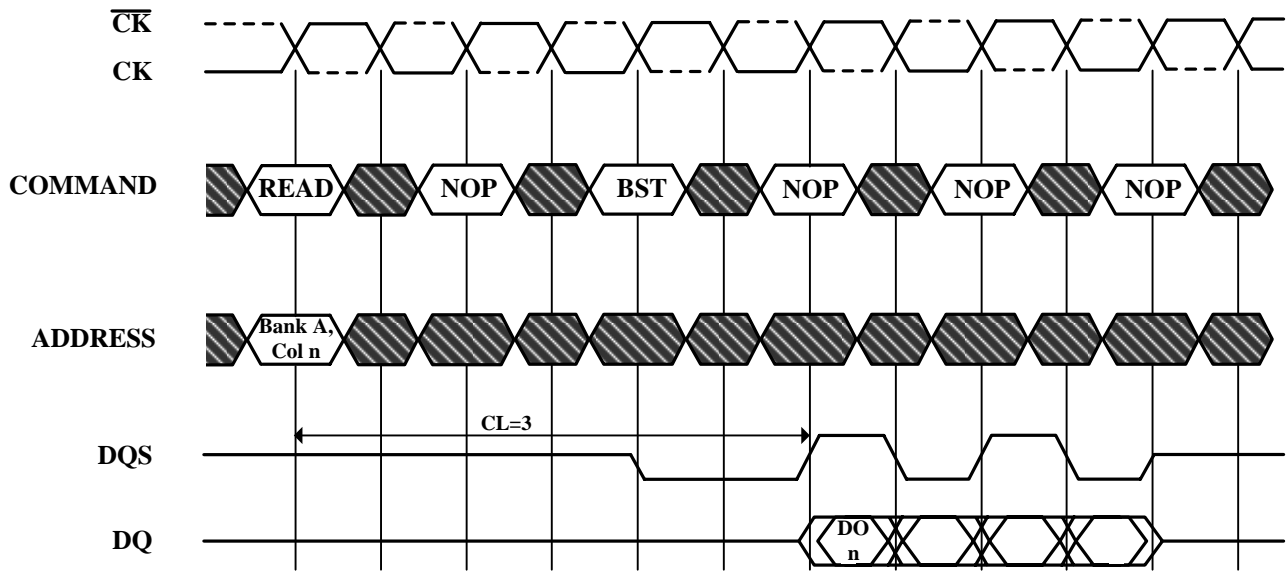 CK
CK
COMMAND READ NOP BST NOP NOP NOP
ADDRESS Bank A,
Col n
CL=3
DQS
DQ DO
n